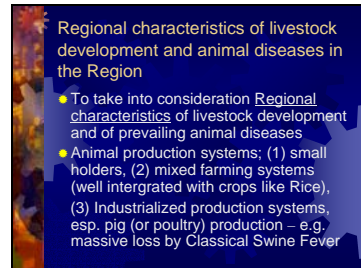 Regional characteristics of livestock
development and animal diseases in
the Region
To take into consideration Regional
characteristics of livestock development
and of prevailing animal diseases
Animal production systems; (1) small
holders, (2) mixed farming systems
(well intergrated with crops like Rice),
(3) Industrialized production systems,
esp. pig (or poultry) production – e.g.
massive loss by Classical Swine Fever